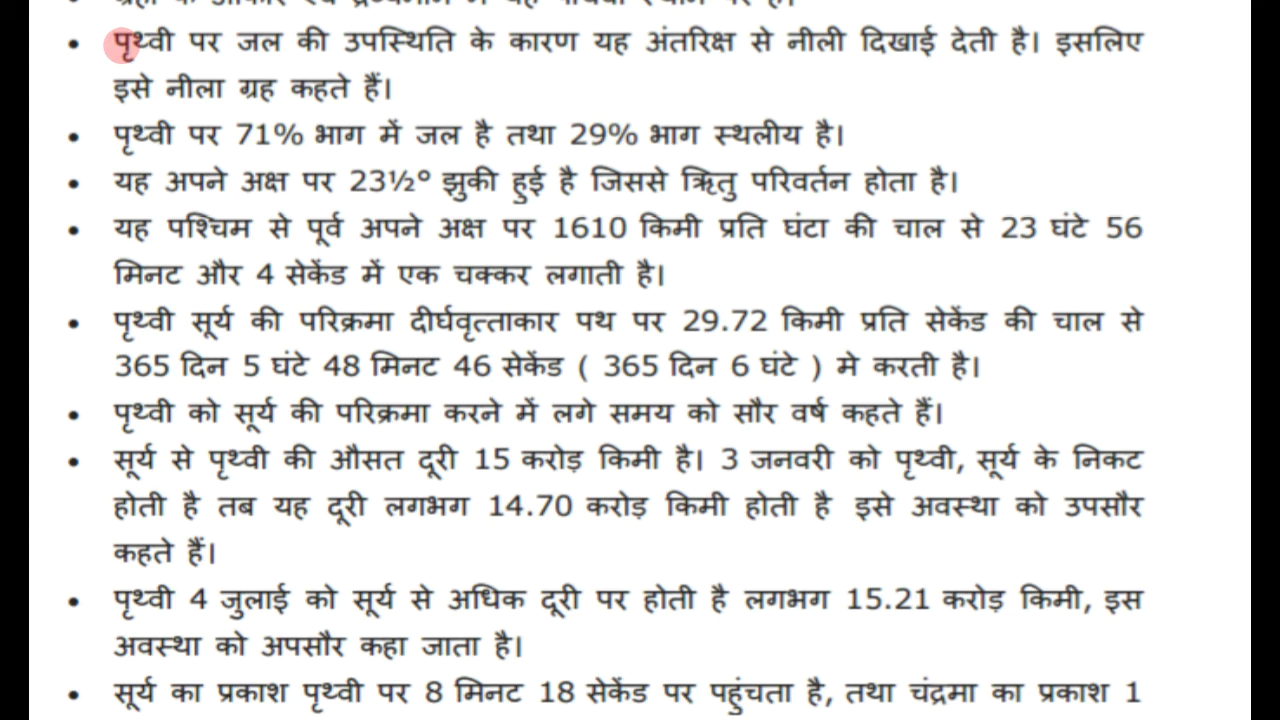 • पृथ्वी पर जल की उपस्थिति के कारण यह अंतरिक्ष से नीली दिखाई देती है। इसलिए
इसे नीला ग्रह कहते हैं।
• पृथ्वी पर 71% भाग में जल है तथा 29% भाग स्थलीय है।
• यह अपने अक्ष पर 23½° झुकी हुई है जिससे ऋितु परिवर्तन होता है।
• यह पश्चिम से पूर्व अपने अक्ष पर 1610 किमी प्रति घंटा की चाल से 23 घंटे 56
मिनट और 4 सेकेंड में एक चक्कर लगाती है।
• पृथ्वी सूर्य की परिक्रमा दीर्घवृत्ताकार पथ पर 29.72 किमी प्रति सेकेंड की चाल से
365 दिन 5 घंटे 48 मिनट 46 सेकेंड ( 365 दिन 6 घंटे ) मे करती है।
• पृथ्वी को सूर्य की परिक्रमा करने में लगे समय को सौर वर्ष कहते हैं।
• सूर्य से पृथ्वी की औसत दूरी 15 करोड़ किमी है। 3 जनवरी को पृथ्वी, सूर्य के निकट
होती है तब यह दूरी लगभग 14.70 करोड़ किमी होती है इसे अवस्था को उपसौर
कहते हैं।
• पृथ्वी 4 जुलाई को सूर्य से अधिक दूरी पर होती है लगभग 15.21 करोड़ किमी, इस
अवस्था को अपसौर कहा जाता है।
• सूर्य का प्रकाश पृथ्वी पर 8 मिनट 18 सेकेंड पर पहुंचता है, तथा चंद्रमा का प्रकाश 1